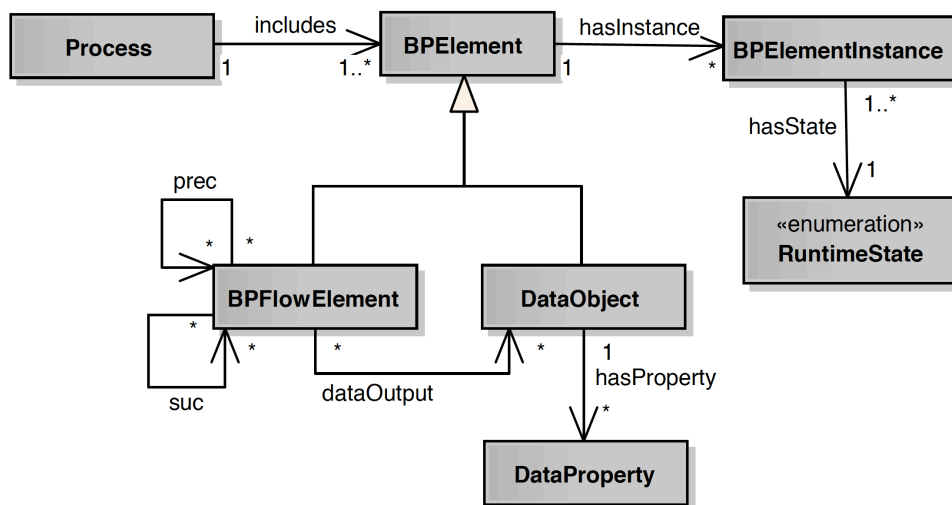 Process
includes
1
1..*
BPElement
1
hasInstance
*
BPElementInstance
1..*
hasState
1
«enumeration»
RuntimeState
prec
*
*
BPFlowElement
*
*
suc
*
dataOutput
*
DataObject
1
hasProperty
*
DataProperty